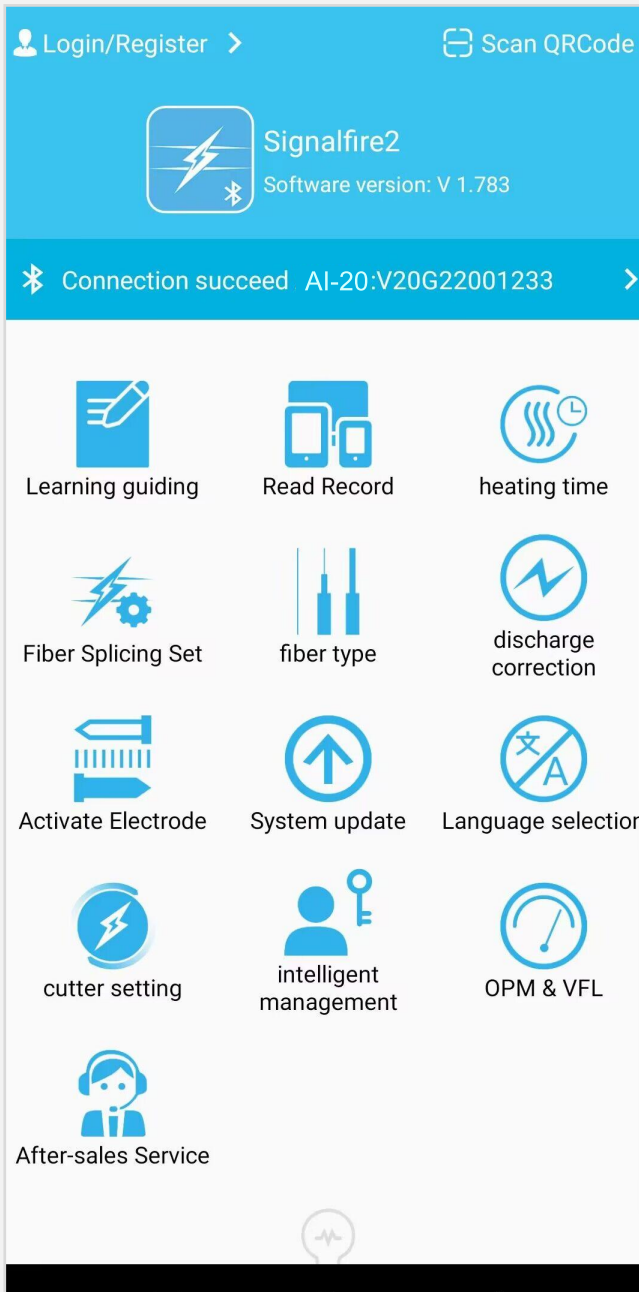 Login/Register
Scan QRCode
Signalfire2
Software version: V 1.783
Connection succeed AI-20:V20G22001233
Learning guiding
Read Record
heating time
Fiber Splicing Set
fiber type
discharge
correction
文
A
Activate Electrode
System update
Language selection
cutter setting
intelligent
management
OPM & VFL
After-sales Service